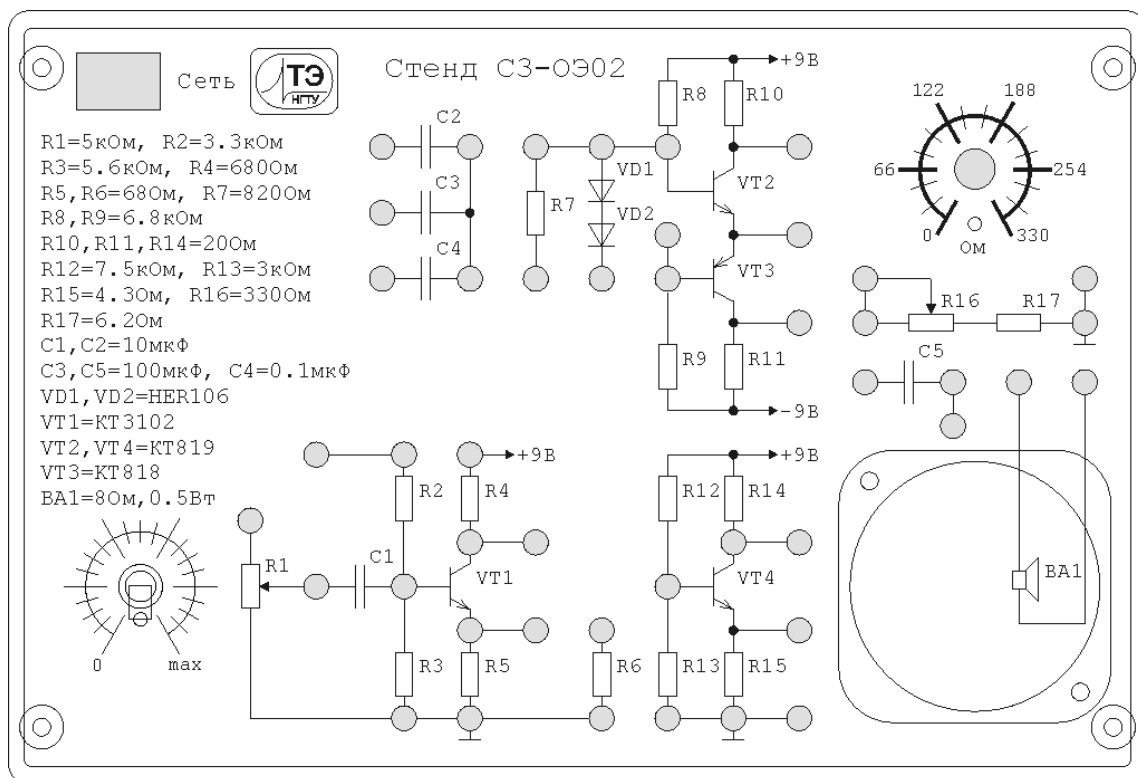 Стенд СЗ-ОЭ02
Сеть
ТЭ
НГТУ
R1=5кОм, R2=3.3кОм
R3=5.6кОм, R4=680Ом
R5,R6=68Ом, R7=820Ом
R8,R9=6.8кОм
R10,R11,R14=20Ом
R12=7.5кОм, R13=3кОм
R15=4.3Ом, R16=330Ом
R17=6.2Ом
C1,C2=10мкФ
C3,C5=100мкФ, C4=0.1мкФ
VD1,VD2=HER106
VT1=КТ3102
VT2,VT4=КТ819
VT3=КТ818
BA1=8Ом,0.5Вт
0
max
C2
C3
C4
R7
VD1
VD2
R8
R10
+9В
VT2
VT3
R9
R11
-9В
122
188
66
254
0
330
Ом
R16
R17
C5
BA1
R1
C1
R2
R4
+9В
VT1
R3
R5
R6
R12
R14
+9В
VT4
R13
R15